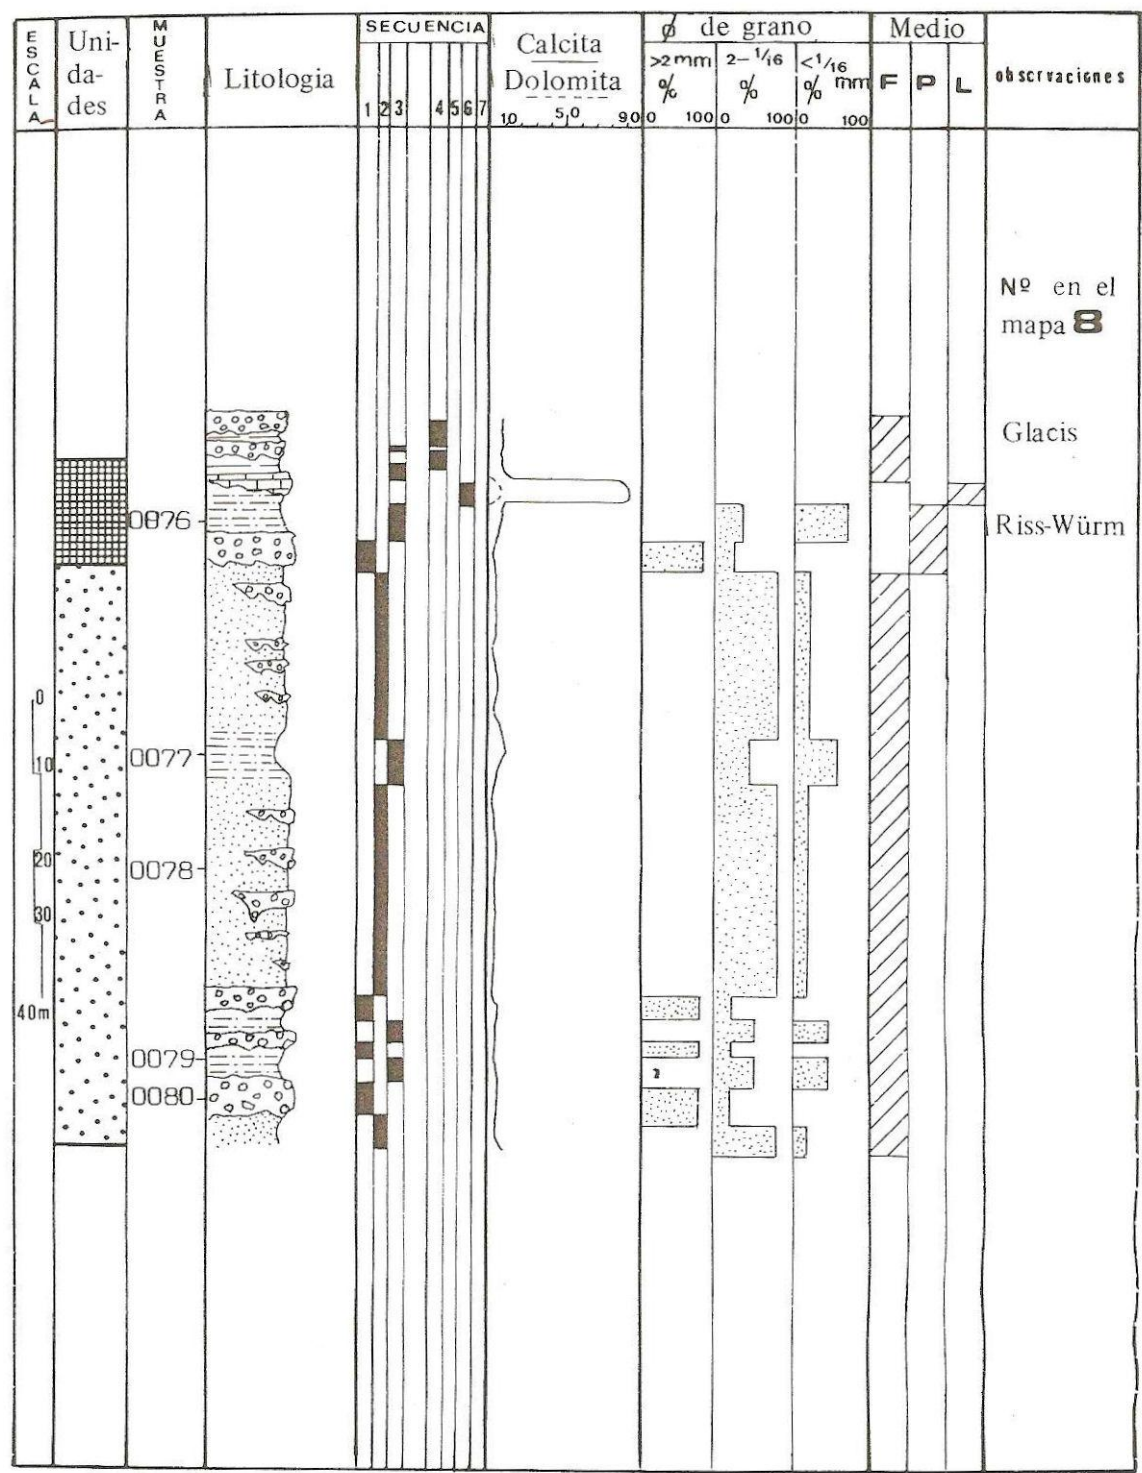 ESCALA
Uni-
da-
des
MUESTRA
Litologia
SECUENCIA
1 2 3 4 5 6 7
Calcita
Dolomita
10 50 90
ø de grano
>2mm 2-1/16 <1/16
% % % mm
0 100 0 100 0 100
Medio
F P L
observaciones
Nº en el
mapa 8
Glacis
0876
Riss-Würm
0
0077
10
20
0078
30
40m
0079
0080